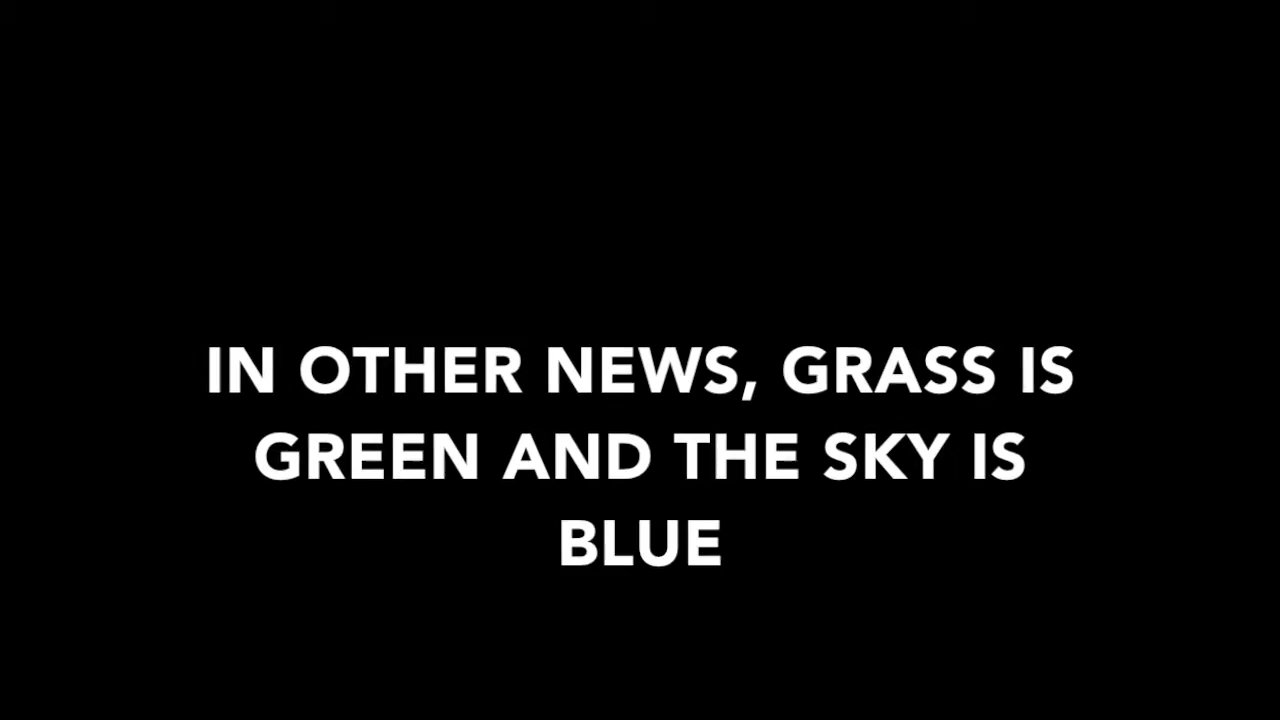 IN OTHER NEWS, GRASS IS
GREEN AND THE SKY IS
BLUE